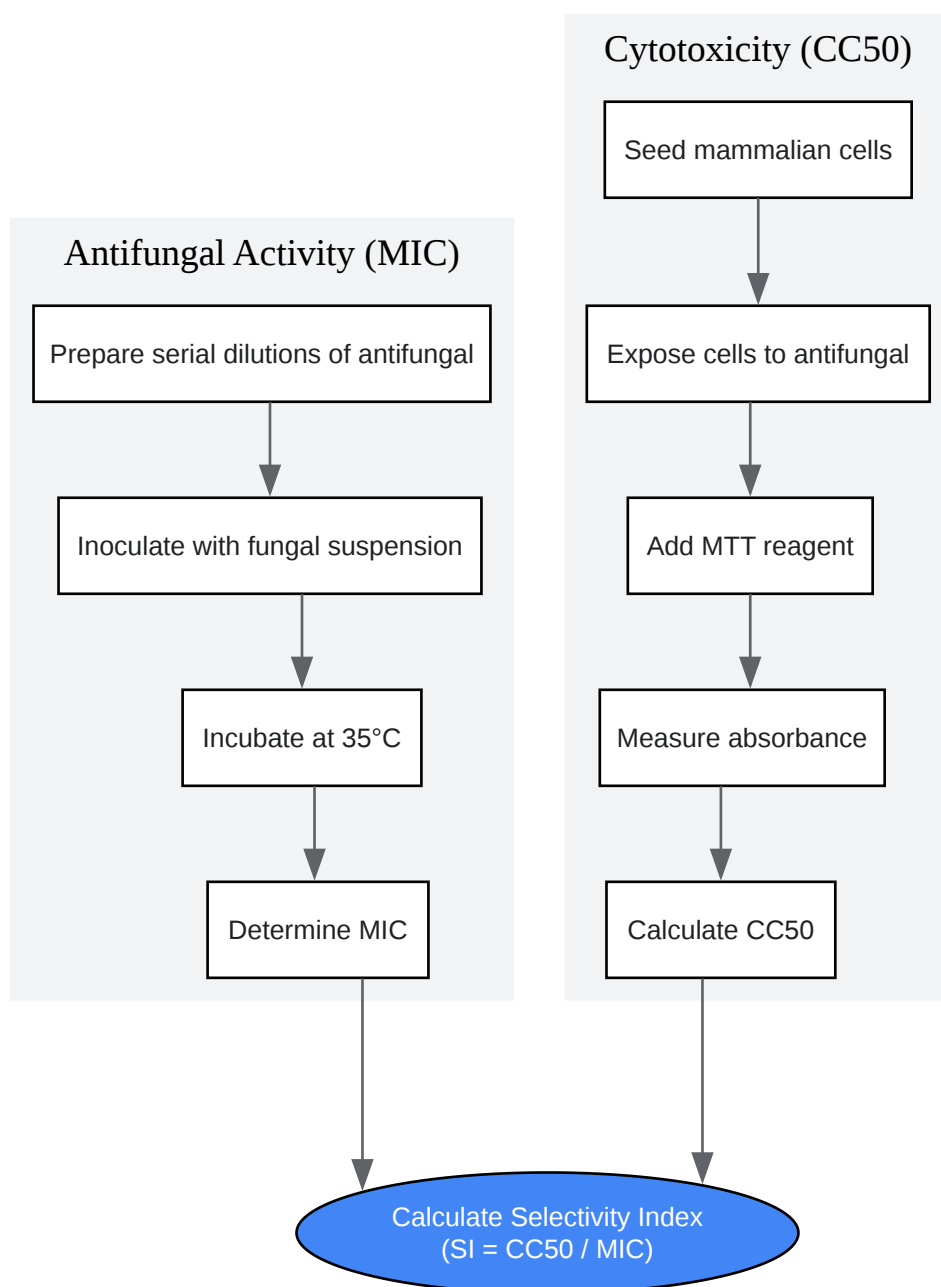 Antifungal Activity (MIC)
Prepare serial dilutions of antifungal
Inoculate with fungal suspension
Incubate at 35°C
Determine MIC
Cytotoxicity (CC50)
Seed mammalian cells
Expose cells to antifungal
Add MTT reagent
Measure absorbance
Calculate CC50
Calculate Selectivity Index
(SI = CC50 / MIC)